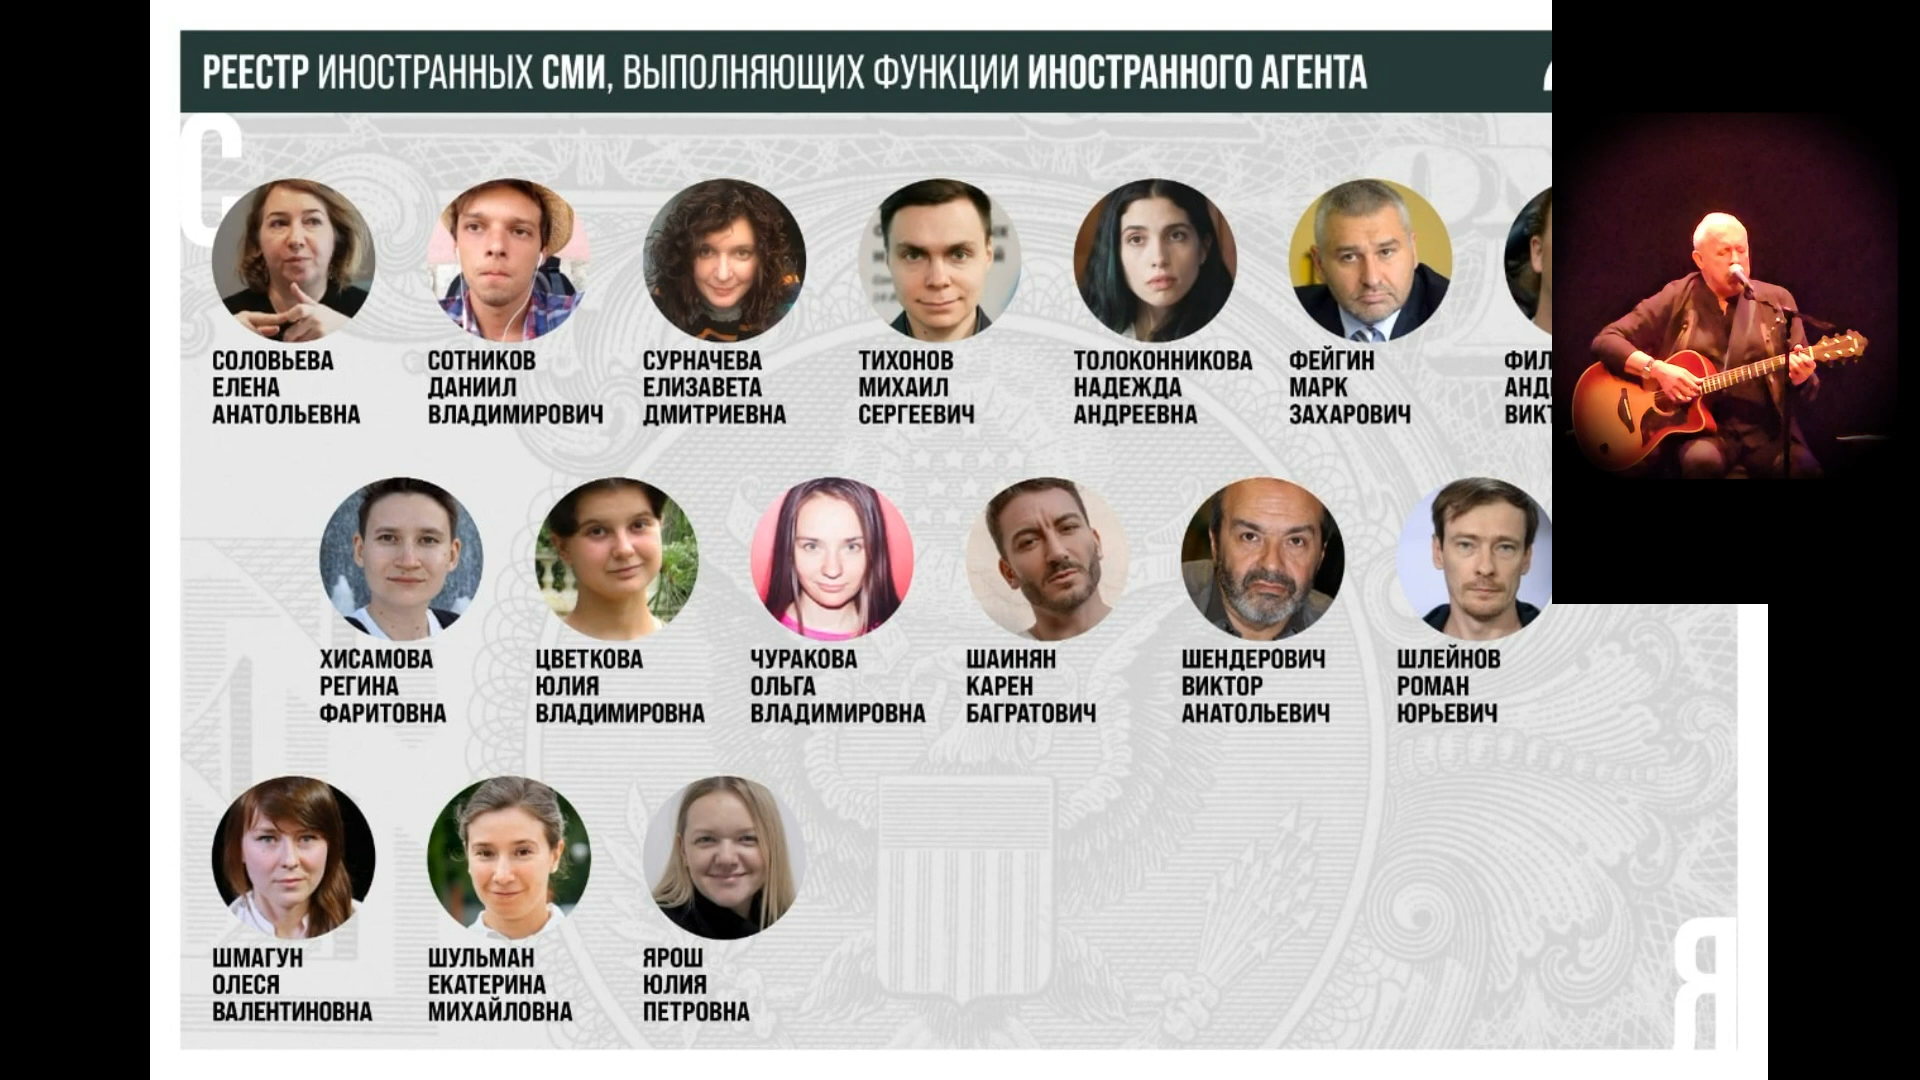 РЕЕСТР ИНОСТРАННЫХ СМИ, ВЫПОЛНЯЮЩИХ ФУНКЦИИ ИНОСТРАННОГО АГЕНТА
С
СОЛОВЬЕВА
ЕЛЕНА
АНАТОЛЬЕВНА
СОТНИКОВ
ДАНИИЛ
ВЛАДИМИРОВИЧ
СУРНАЧЕВА
ЕЛИЗАВЕТА
ДМИТРИЕВНА
ТИХОНОВ
МИХАИЛ
СЕРГЕЕВИЧ
ТОЛОКОННИКОВА
НАДЕЖДА
АНДРЕЕВНА
ФЕЙГИН
МАРК
ЗАХАРОВИЧ
ХИСАМОВА
РЕГИНА
ФАРИТОВНА
ЦВЕТКОВА
ЮЛИЯ
ВЛАДИМИРОВНА
ЧУРАКОВА
ОЛЬГА
ВЛАДИМИРОВНА
ШАИНЯН
КАРЕН
БАГРАТОВИЧ
ШЕНДЕРОВИЧ
ВИКТОР
АНАТОЛЬЕВИЧ
ШЛЕЙНОВ
РОМАН
ЮРЬЕВИЧ
ШМАГУН
ОЛЕСЯ
ВАЛЕНТИНОВНА
ШУЛЬМАН
ЕКАТЕРИНА
МИХАЙЛОВНА
ЯРОШ
ЮЛИЯ
ПЕТРОВНА
Я